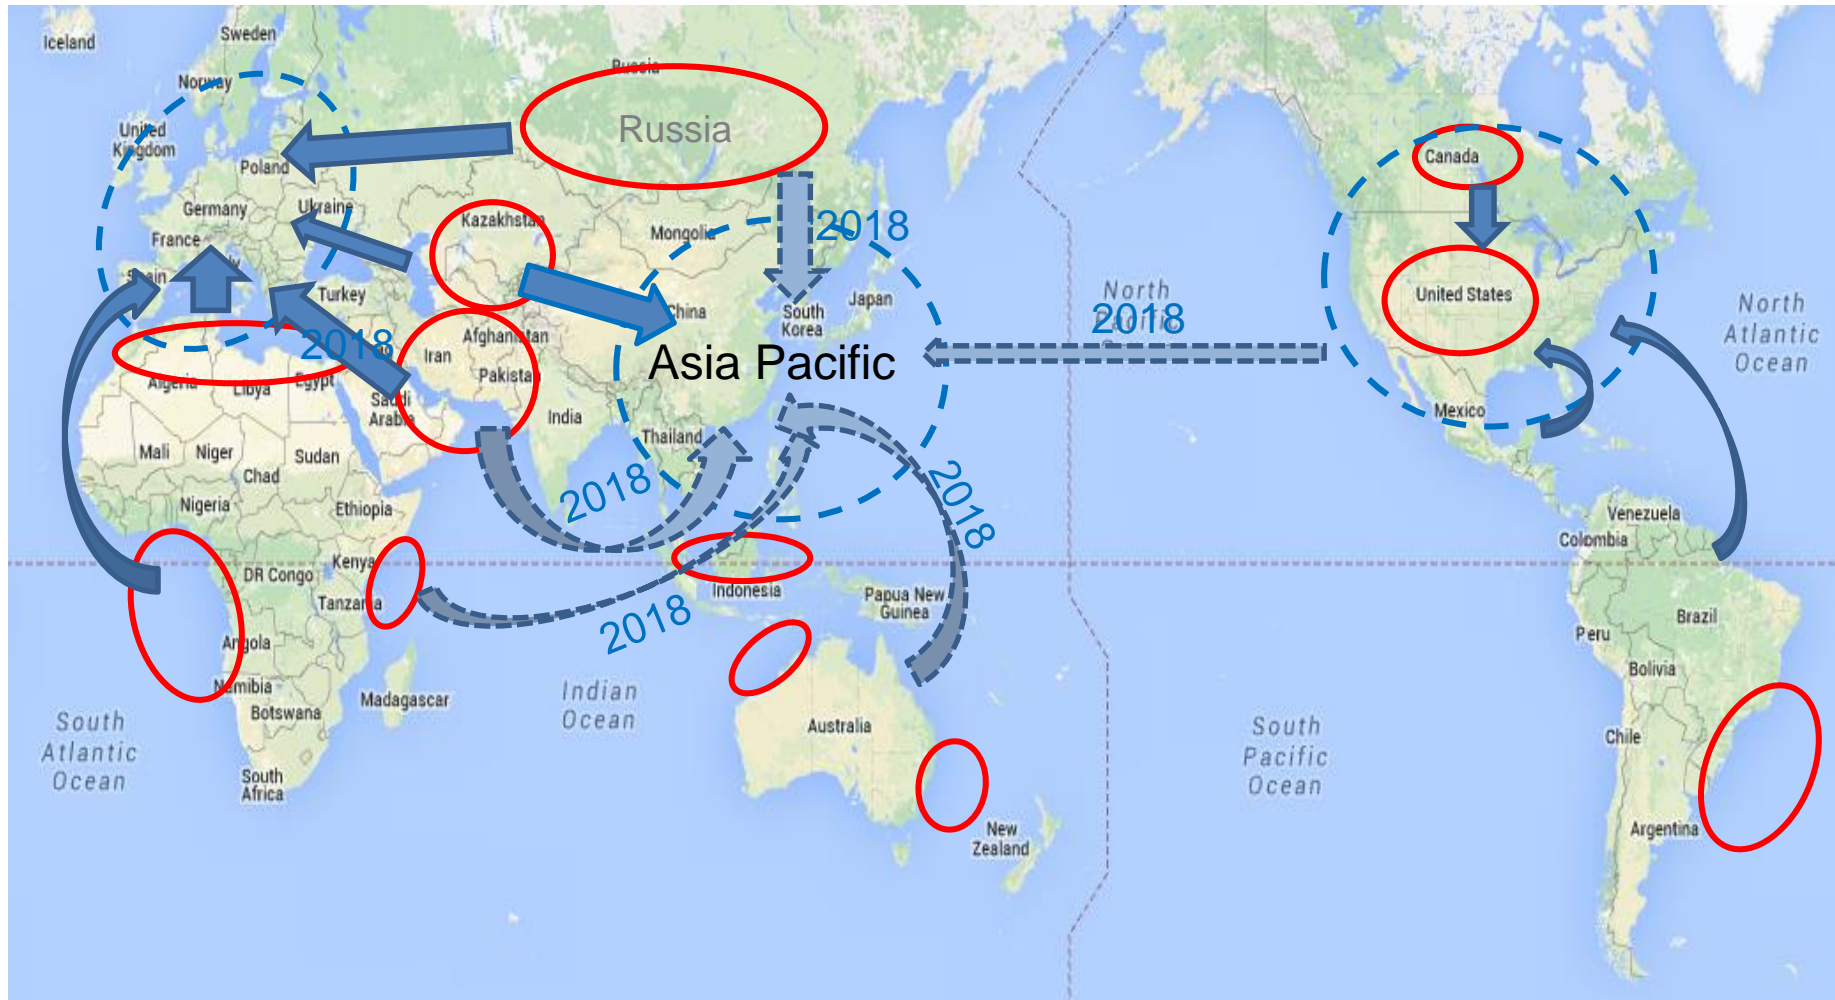 Iceland
Sweden
Norway
Russia
United
Kingdom
Russia
Poland
Canada
Germany
Ukraine
Kazakhstan
2018
Mongolia
France
Spain
Turkey
China
South
Korea
Japan
North
Pacific
2018
United States
North
Atlantic
Ocean
2018
Afghanistan
Iran
Asia Pacific
Algeria
Libya
Egypt
Pakistan
Saudi
Arabia
India
Mexico
Thailand
Mali
Niger
Sudan
Chad
2018
2018
Nigeria
Ethiopia
Venezuela
Colombia
Kenya
DR Congo
Indonesia
Papua New
Guinea
Tanzania
2018
Brazil
Peru
Angola
Bolivia
Namibia
Madagascar
Indian
Ocean
Botswana
Australia
South
Atlantic
Ocean
South
Pacific
Ocean
Chile
South
Africa
New
Zealand
Argentina